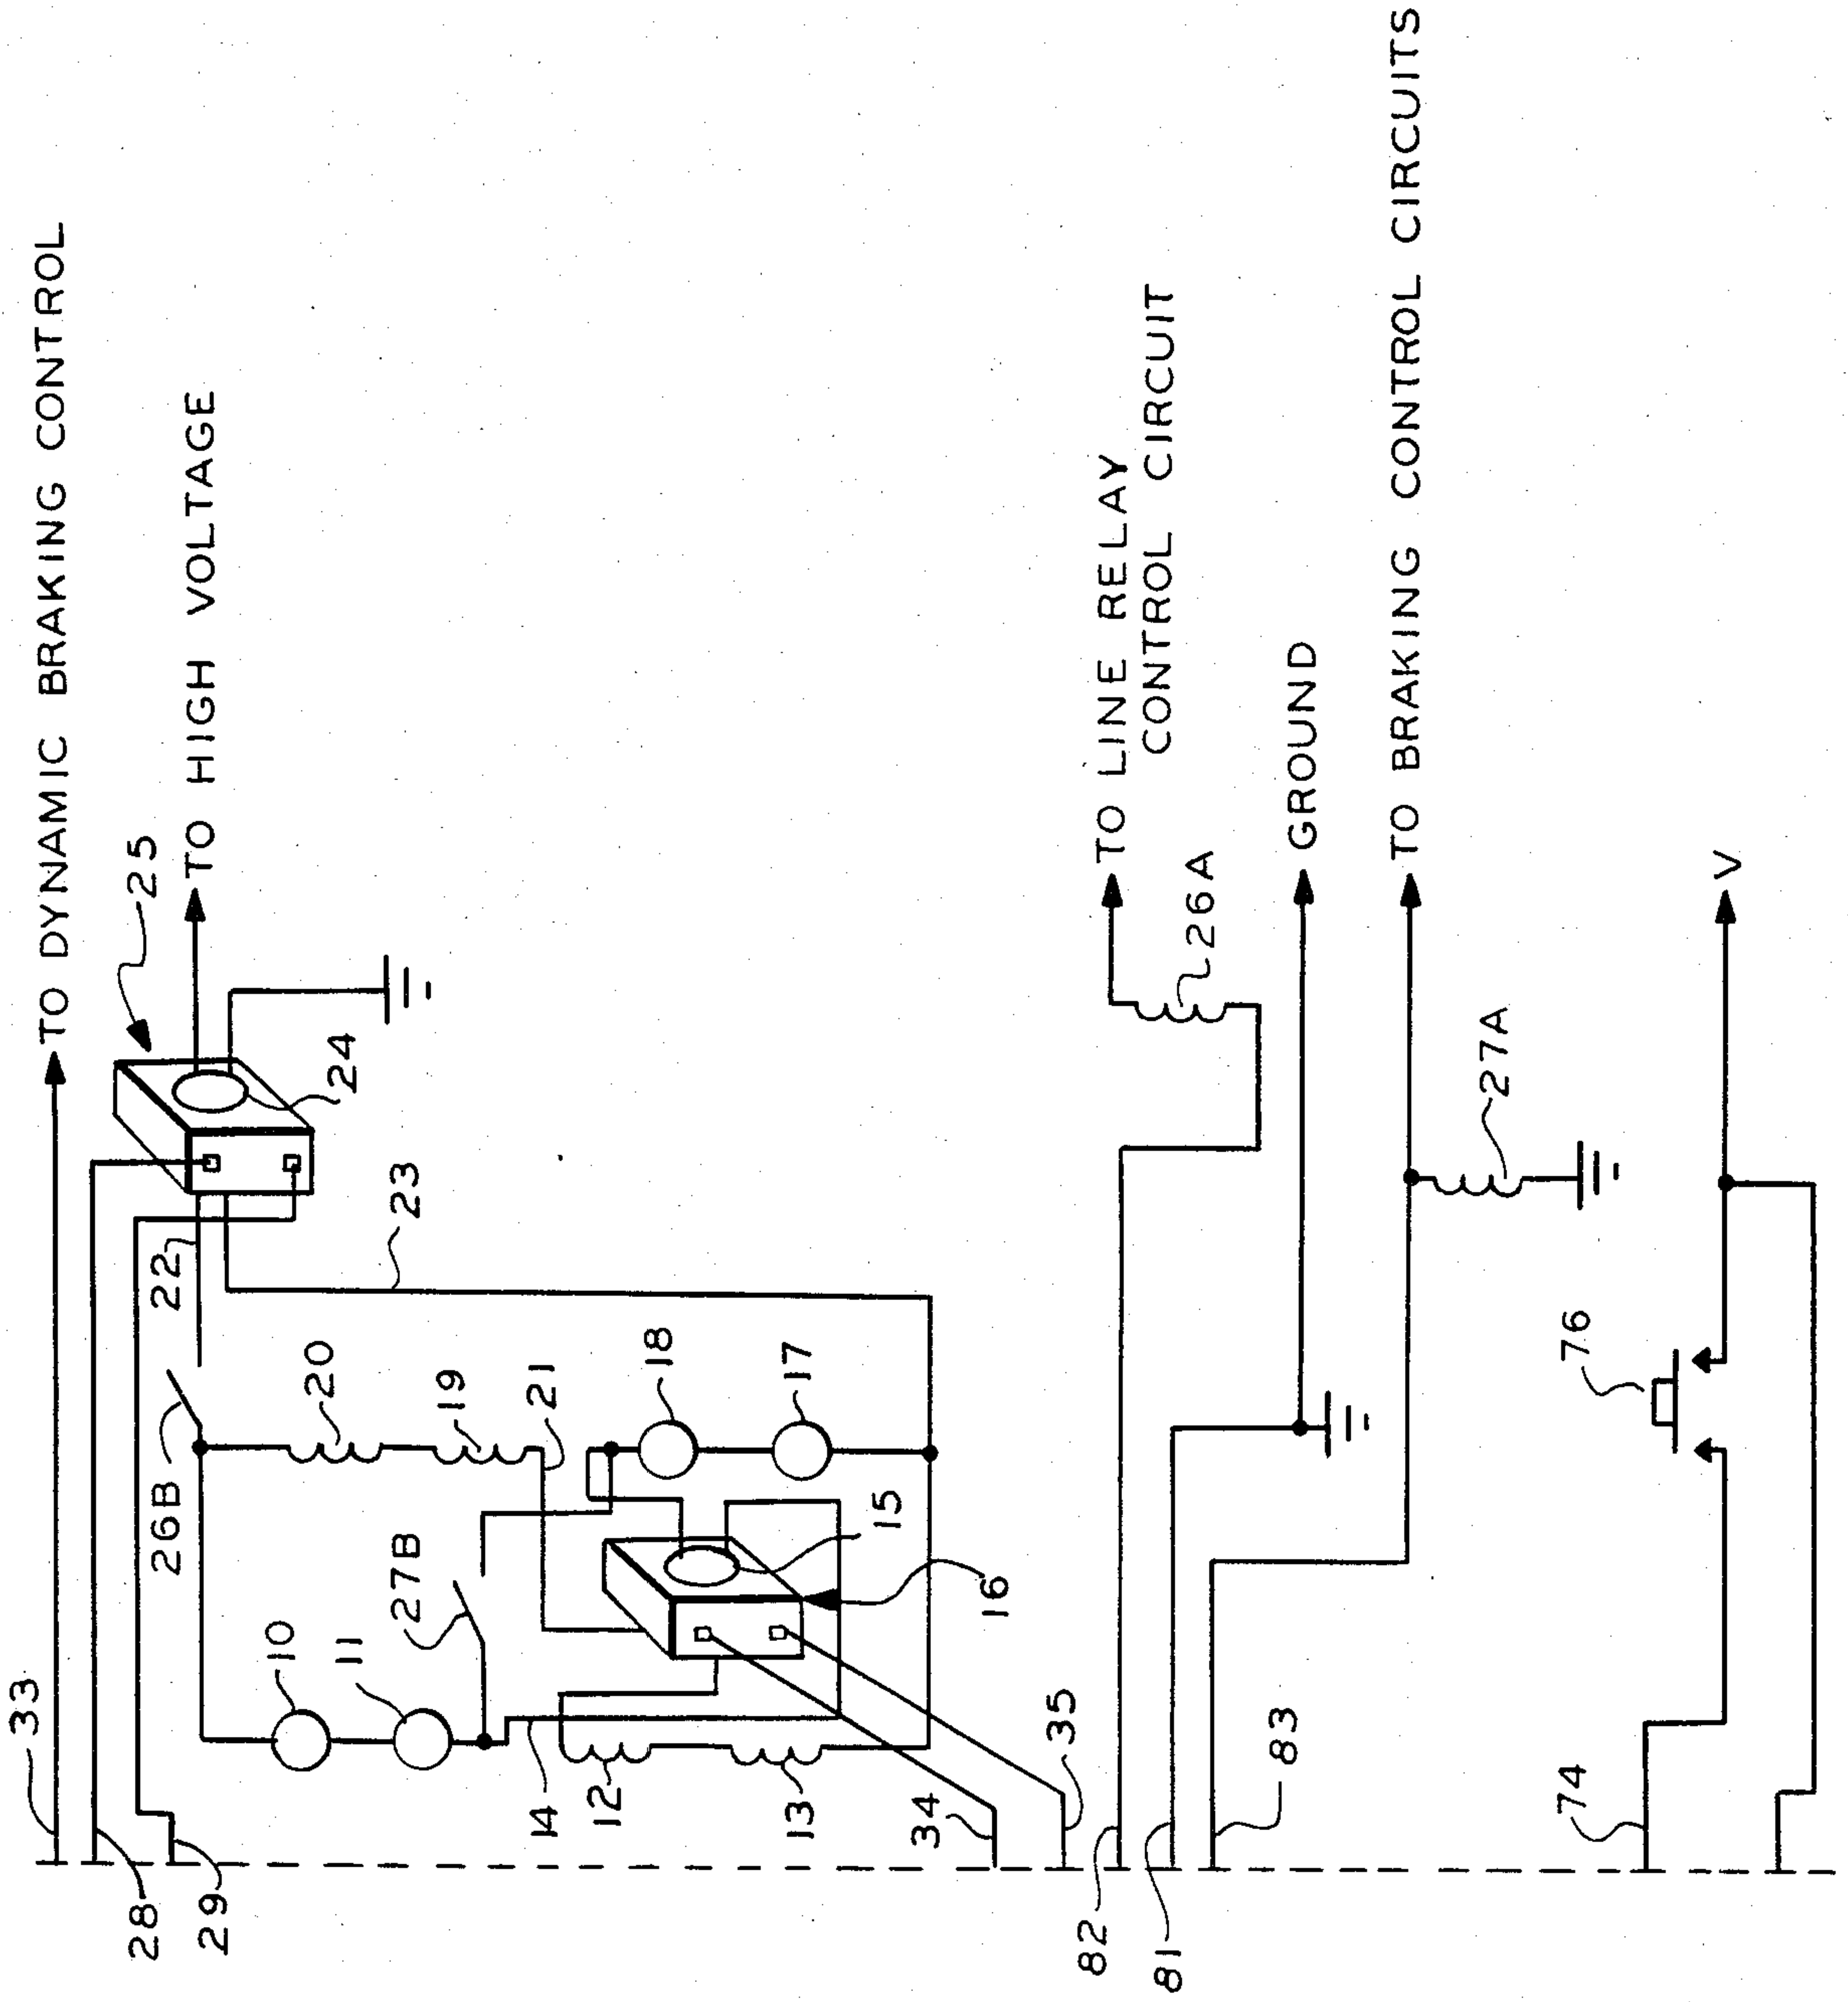 33
TO DYNAMIC BRAKING CONTROL
28
29
25
TO HIGH VOLTAGE
24
22
26B
23
10
11
20
19
21
27B
18
17
15
16
14
12
13
34
35
82
81
83
TO LINE RELAY
CONTROL CIRCUIT
26A
GROUND
TO BRAKING CONTROL CIRCUITS
27A
76
74
V